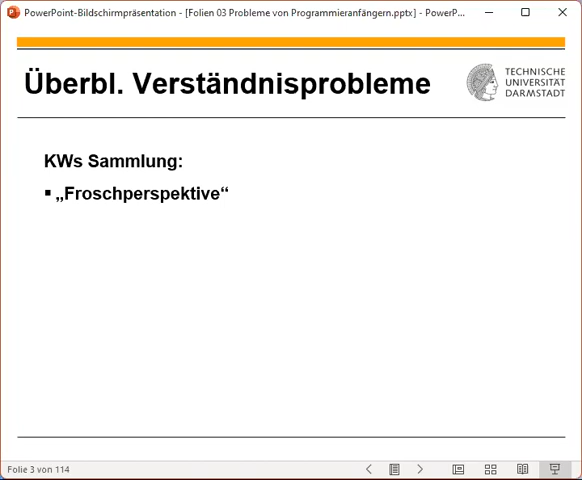 PowerPoint-Bildschirmpräsentation - [Folien 03 Probleme von Programmieranfängern.pptx] - PowerP...
Überbl. Verständnisprobleme
TECHNISCHE
UNIVERSITÄT
DARMSTADT
KWs Sammlung:
▪ „Froschperspektive“
Folie 3 von 114